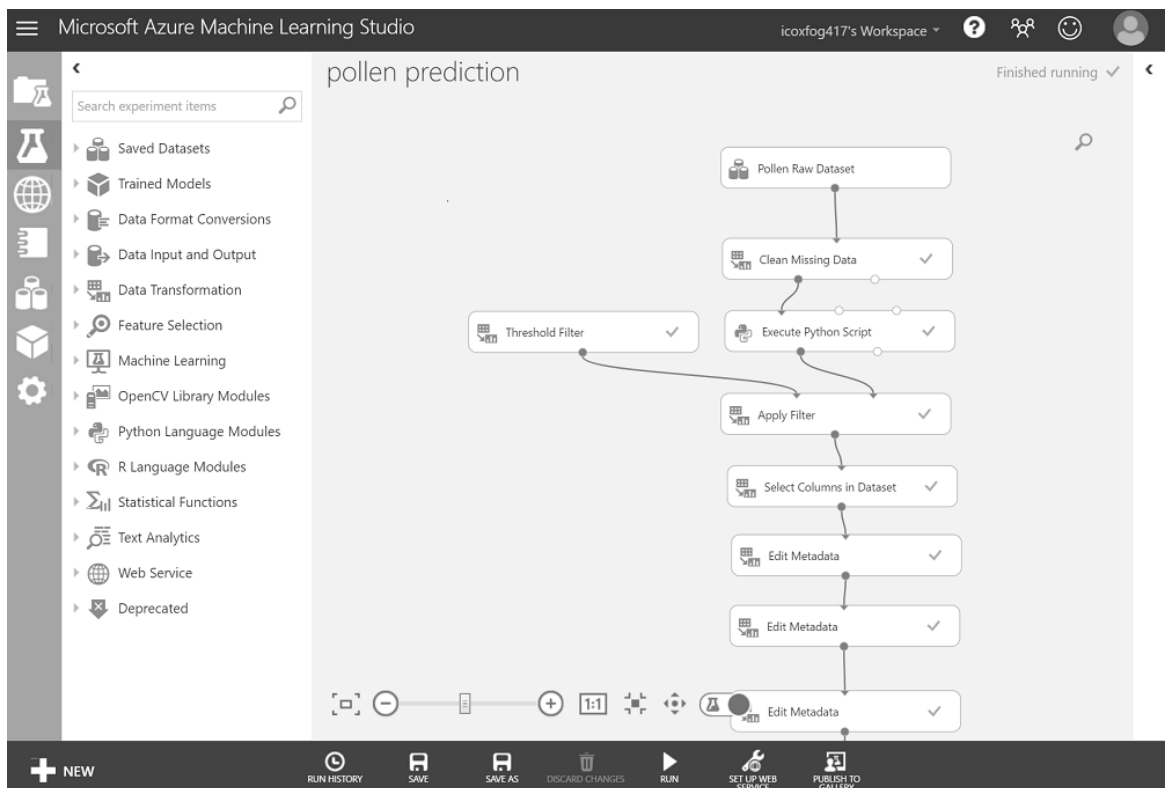 Microsoft Azure Machine Learning Studio
icoxfog417's Workspace
?
pollen prediction
Finished running
Search experiment items
Saved Datasets
Trained Models
Data Format Conversions
Data Input and Output
Data Transformation
Feature Selection
Machine Learning
OpenCV Library Modules
Python Language Modules
R Language Modules
Statistical Functions
Text Analytics
Web Service
Deprecated
Pollen Raw Dataset
Clean Missing Data
Threshold Filter
Execute Python Script
Apply Filter
Select Columns in Dataset
Edit Metadata
Edit Metadata
Edit Metadata
1:1
NEW
RUN HISTORY
SAVE
SAVE AS
DISCARD CHANGES
RUN
SET UP WEB
SERVICE
PUBLISH TO
GALLERY